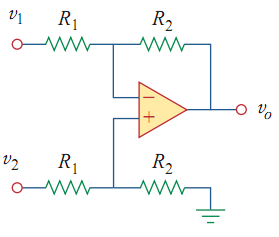 v1 R1 R2
−
+ vo
v2 R1 R2